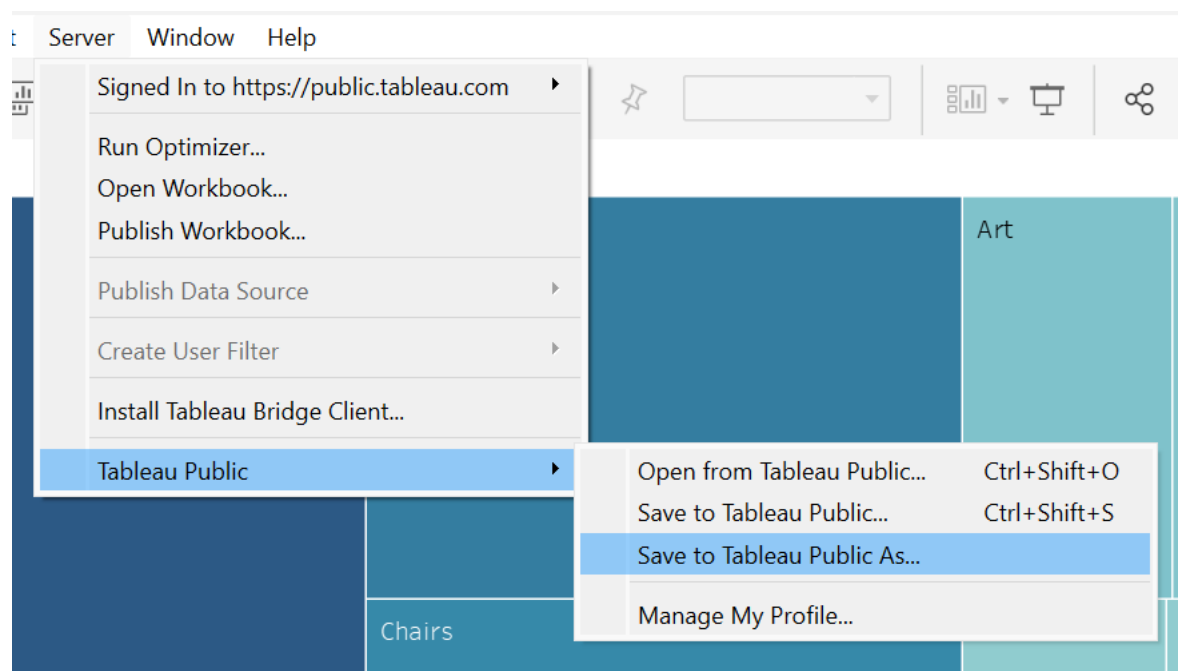 Server Window Help
Signed In to https://public.tableau.com
Run Optimizer...
Open Workbook...
Publish Workbook...
Publish Data Source
Create User Filter
Install Tableau Bridge Client...
Tableau Public
Open from Tableau Public... Ctrl+Shift+O
Save to Tableau Public... Ctrl+Shift+S
Save to Tableau Public As...
Manage My Profile...
Art
Chairs